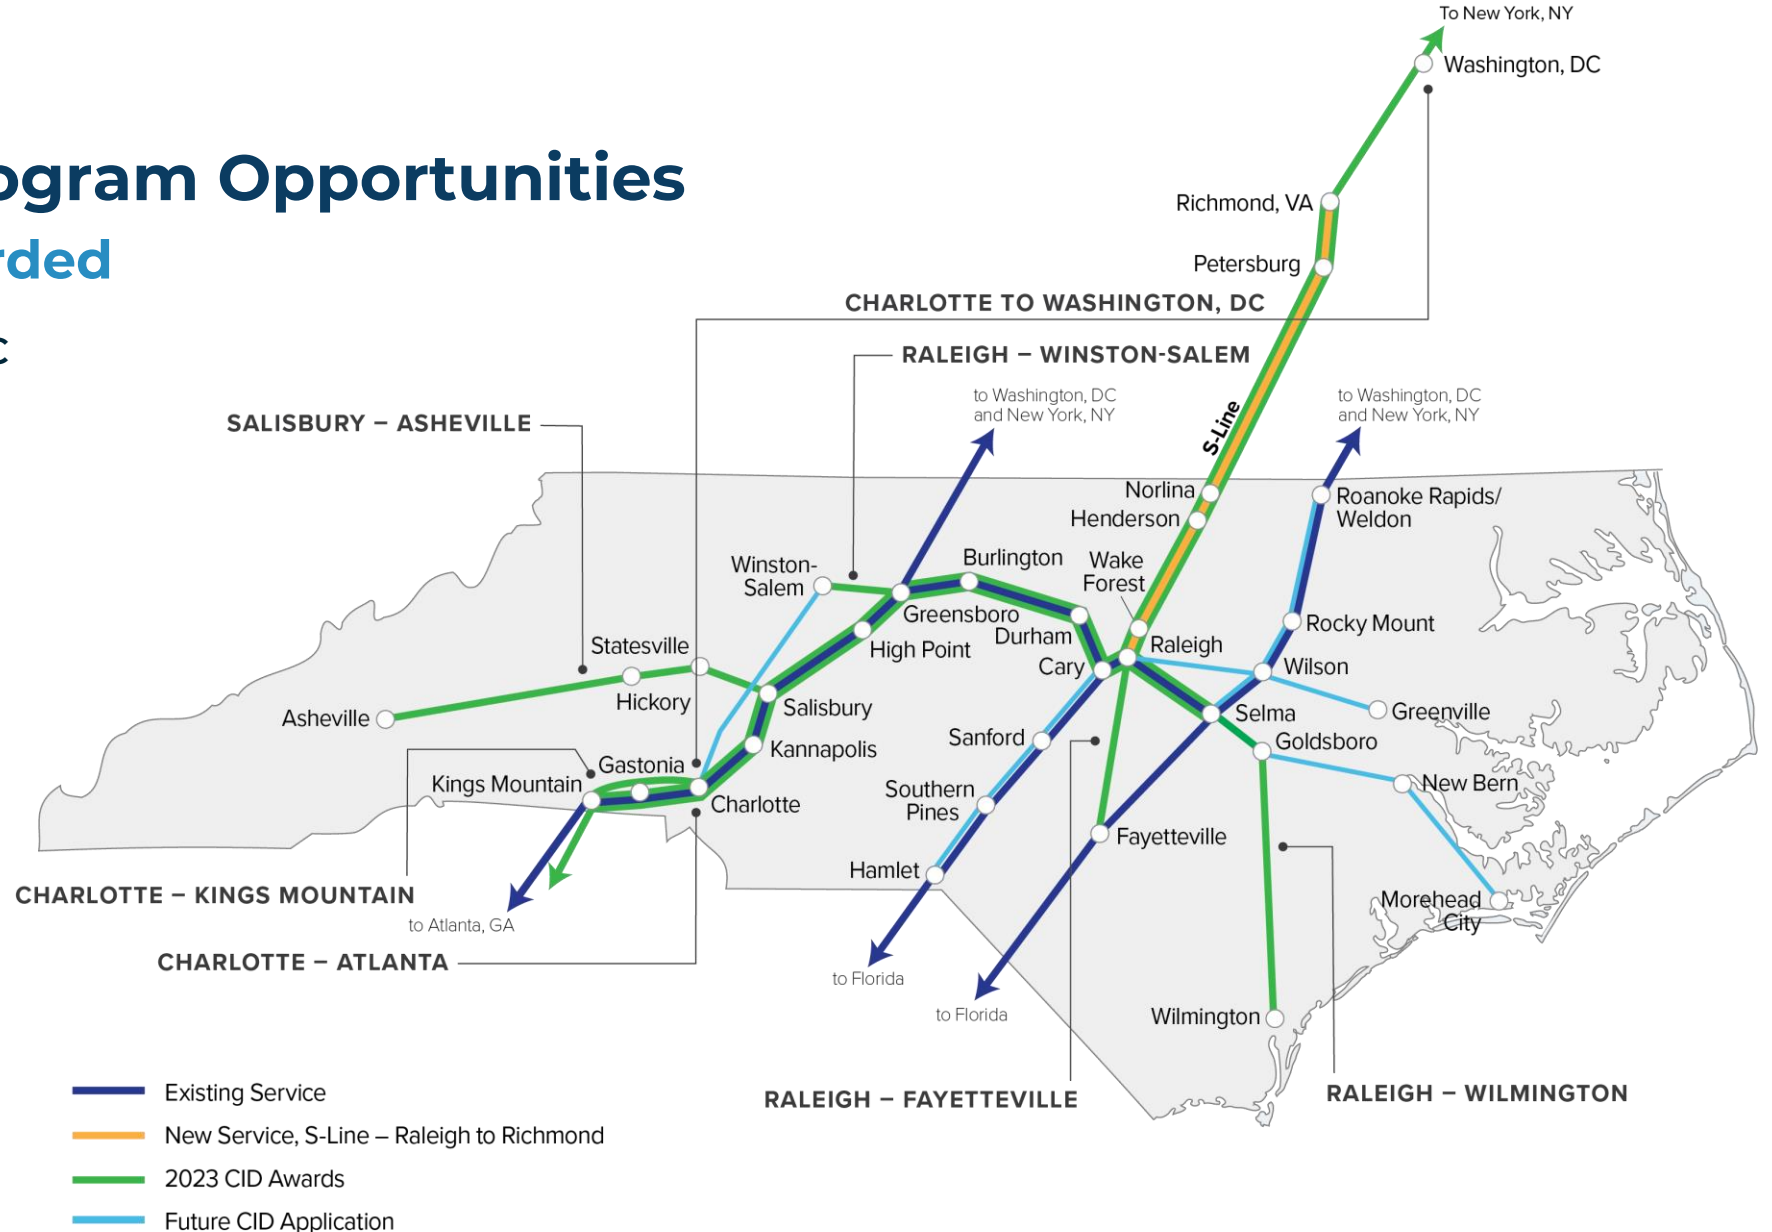 To New York, NY
Washington, DC
ogram Opportunities
rded
C
Richmond, VA
Petersburg
CHARLOTTE TO WASHINGTON, DC
RALEIGH – WINSTON-SALEM
SALISBURY – ASHEVILLE
to Washington, DC
and New York, NY
to Washington, DC
and New York, NY
S-Line
Norlina
Henderson
Roanoke Rapids/
Weldon
Wake
Forest
Burlington
Winston-
Salem
Greensboro
Durham
High Point
Cary
Raleigh
Rocky Mount
Wilson
Statesville
Hickory
Asheville
Salisbury
Kannapolis
Sanford
Selma
Greenville
Goldsboro
Gastonia
Kings Mountain
Charlotte
Southern
Pines
New Bern
Fayetteville
Hamlet
CHARLOTTE – KINGS MOUNTAIN
to Atlanta, GA
Morehead
City
CHARLOTTE – ATLANTA
to Florida
to Florida
Wilmington
RALEIGH – FAYETTEVILLE
RALEIGH – WILMINGTON
Existing Service
New Service, S-Line – Raleigh to Richmond
2023 CID Awards
Future CID Application